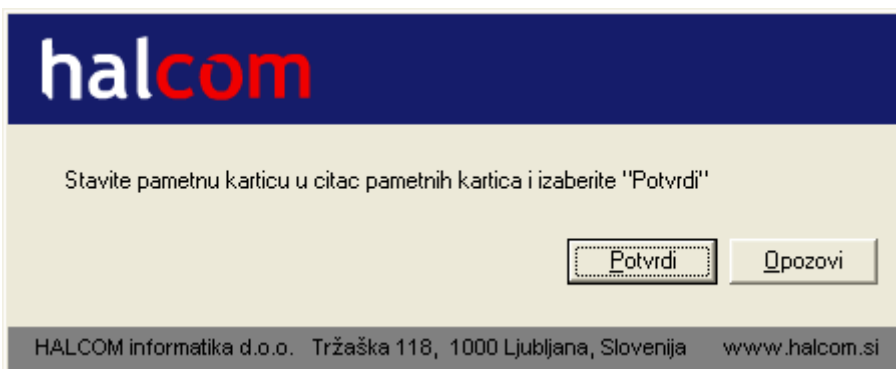 halcom
Stavite pametnu karticu u citac pametnih kartica i izaberite "Potvrdi"
Potvrdi Opozovi
HALCOM informatika d.o.o. Tržaška 118, 1000 Ljubljana, Slovenija www.halcom.si